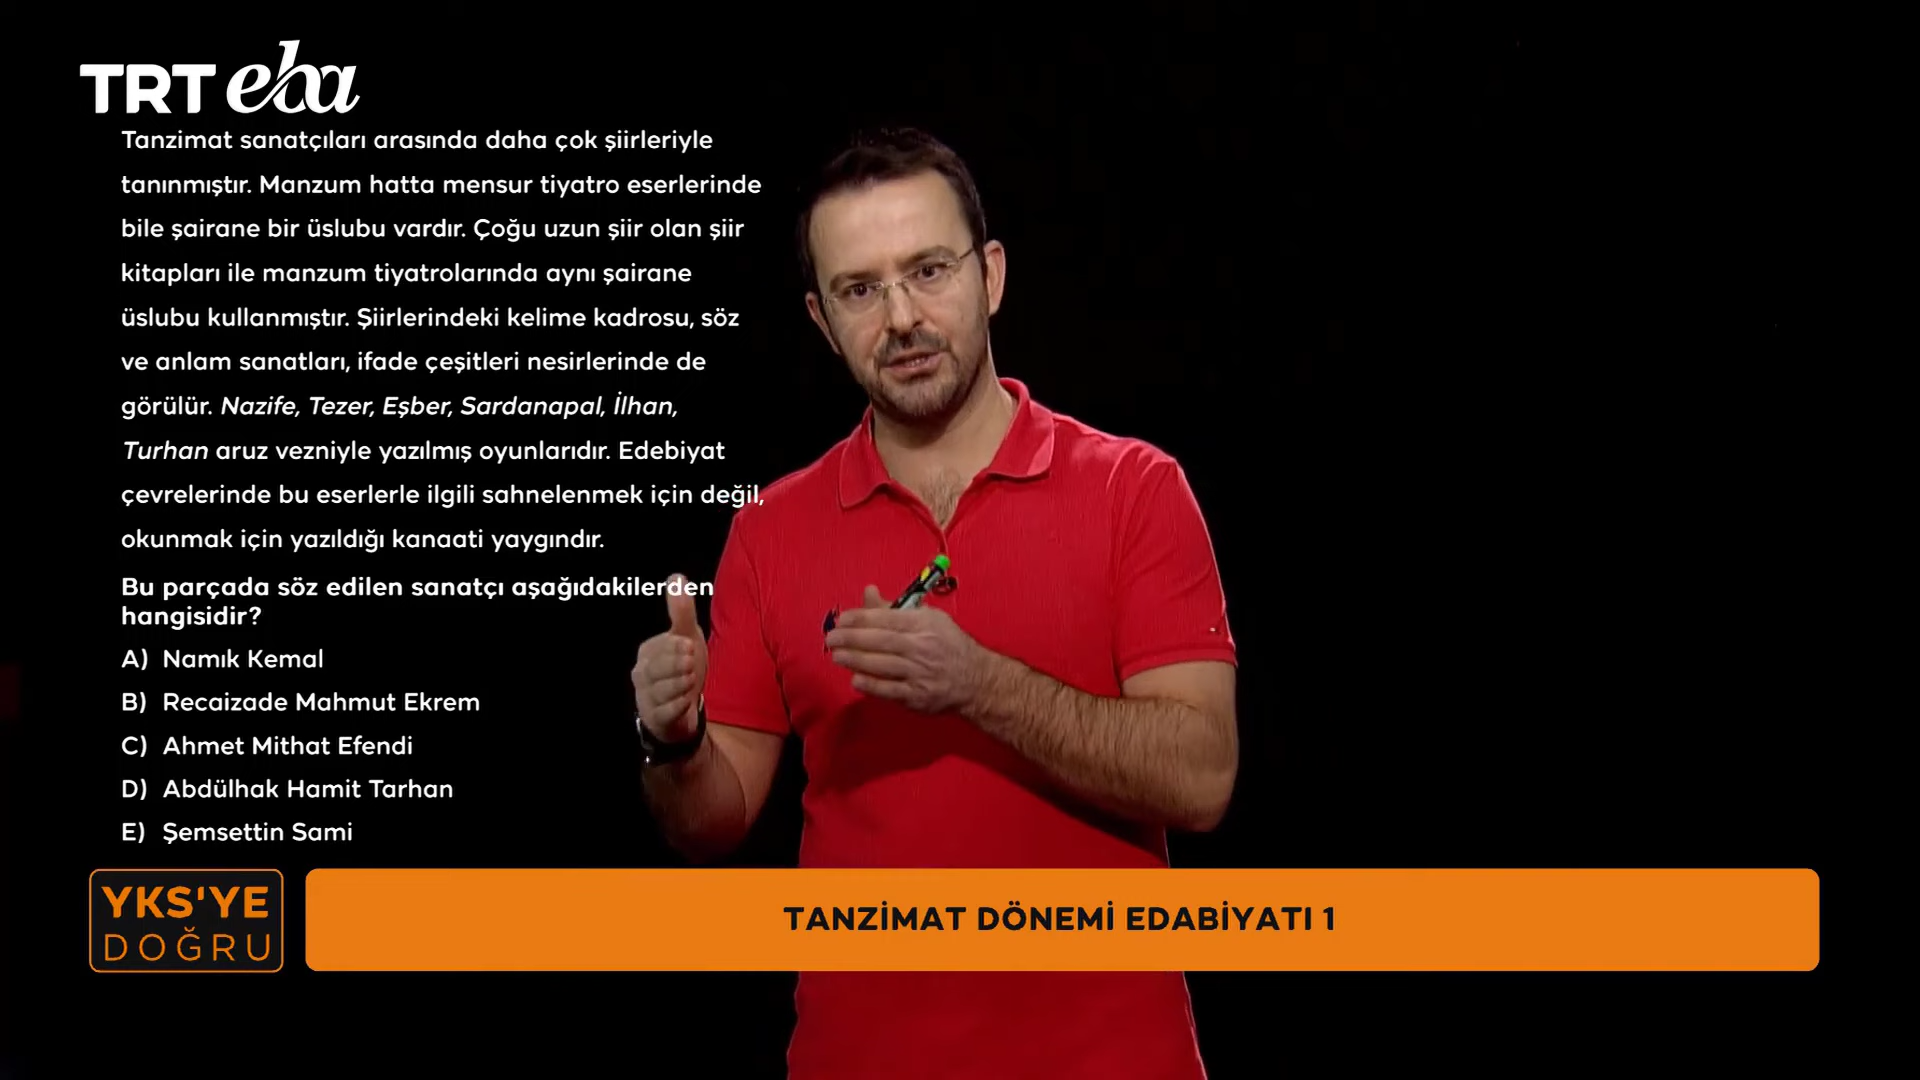 TRT eba
Tanzimat sanatçıları arasında daha çok şiirleriyle
tanınmıştır. Manzum hatta mensur tiyatro eserlerinde
bile şairane bir üslubu vardır. Çoğu uzun şiir olan şiir
kitapları ile manzum tiyatrolarında aynı şairane
üslubu kullanmıştır. Şiirlerindeki kelime kadrosu, söz
ve anlam sanatları, ifade çeşitleri nesirlerinde de
görülür. Nazife, Tezer, Eşber, Sardanapal, İlhan,
Turhan aruz vezniyle yazılmış oyunlarıdır. Edebiyat
çevrelerinde bu eserlerle ilgili sahnelenmek için değil,
okunmak için yazıldığı kanaati yaygındır.
Bu parçada söz edilen sanatçı aşağıdakilerden
hangisidir?
A) Namık Kemal
B) Recaizade Mahmut Ekrem
C) Ahmet Mithat Efendi
D) Abdülhak Hamit Tarhan
E) Şemsettin Sami
YKS'YE
DOĞRU
TANZİMAT DÖNEMİ EDABİYATI 1